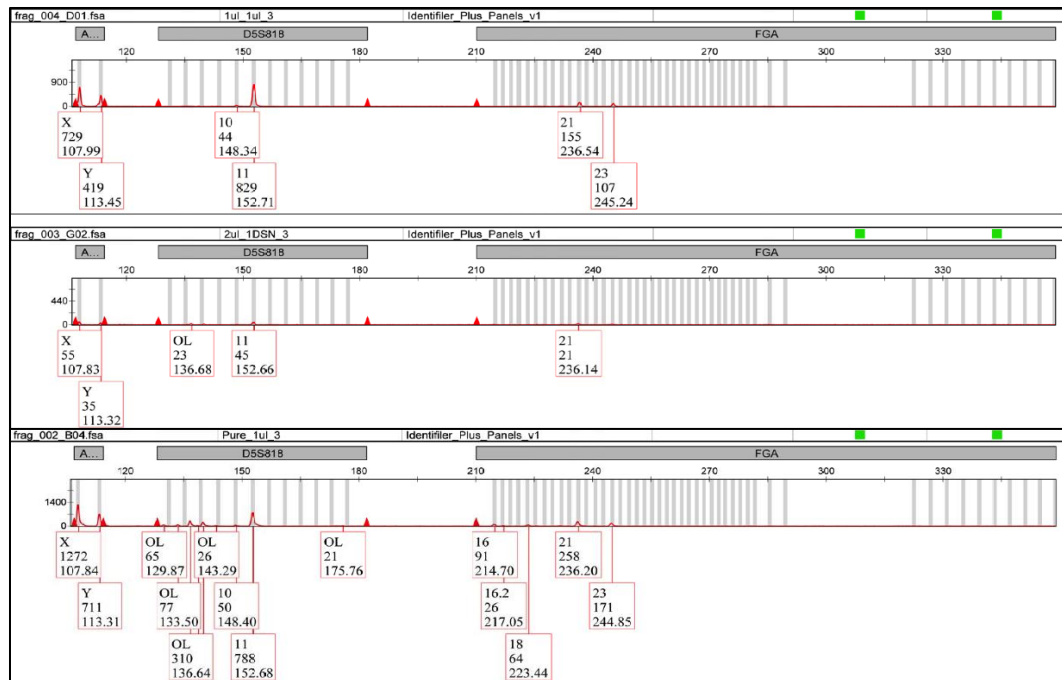 frag_004_D01.fsa 1ul_1ul_3 Identifiler_Plus_Panels_v1
A... D5S818 FGA
120 150 180 210 240 270 300 330
900
0
X 10 21
729 44 155
107.99 148.34 236.54
Y 11 23
419 829 107
113.45 152.71 245.24
frag_003_G02.fsa 2ul_1DSN_3 Identifiler_Plus_Panels_v1
A... D5S818 FGA
120 150 180 210 240 270 300 330
440
0
X OL 11 21
55 23 45 21
107.83 136.68 152.66 236.14
Y
35
113.32
frag_002_B04.fsa Pure_1ul_3 Identifiler_Plus_Panels_v1
A... D5S818 FGA
120 150 180 210 240 270 300 330
1400
0
X OL OL OL 16 21
1272 65 26 21 91 258
107.84 129.87 143.29 175.76 214.70 236.20
Y OL 10 16.2 23
711 77 50 26 171
113.31 133.50 148.40 217.05 244.85
OL 11 18
310 788 64
136.64 152.68 223.44